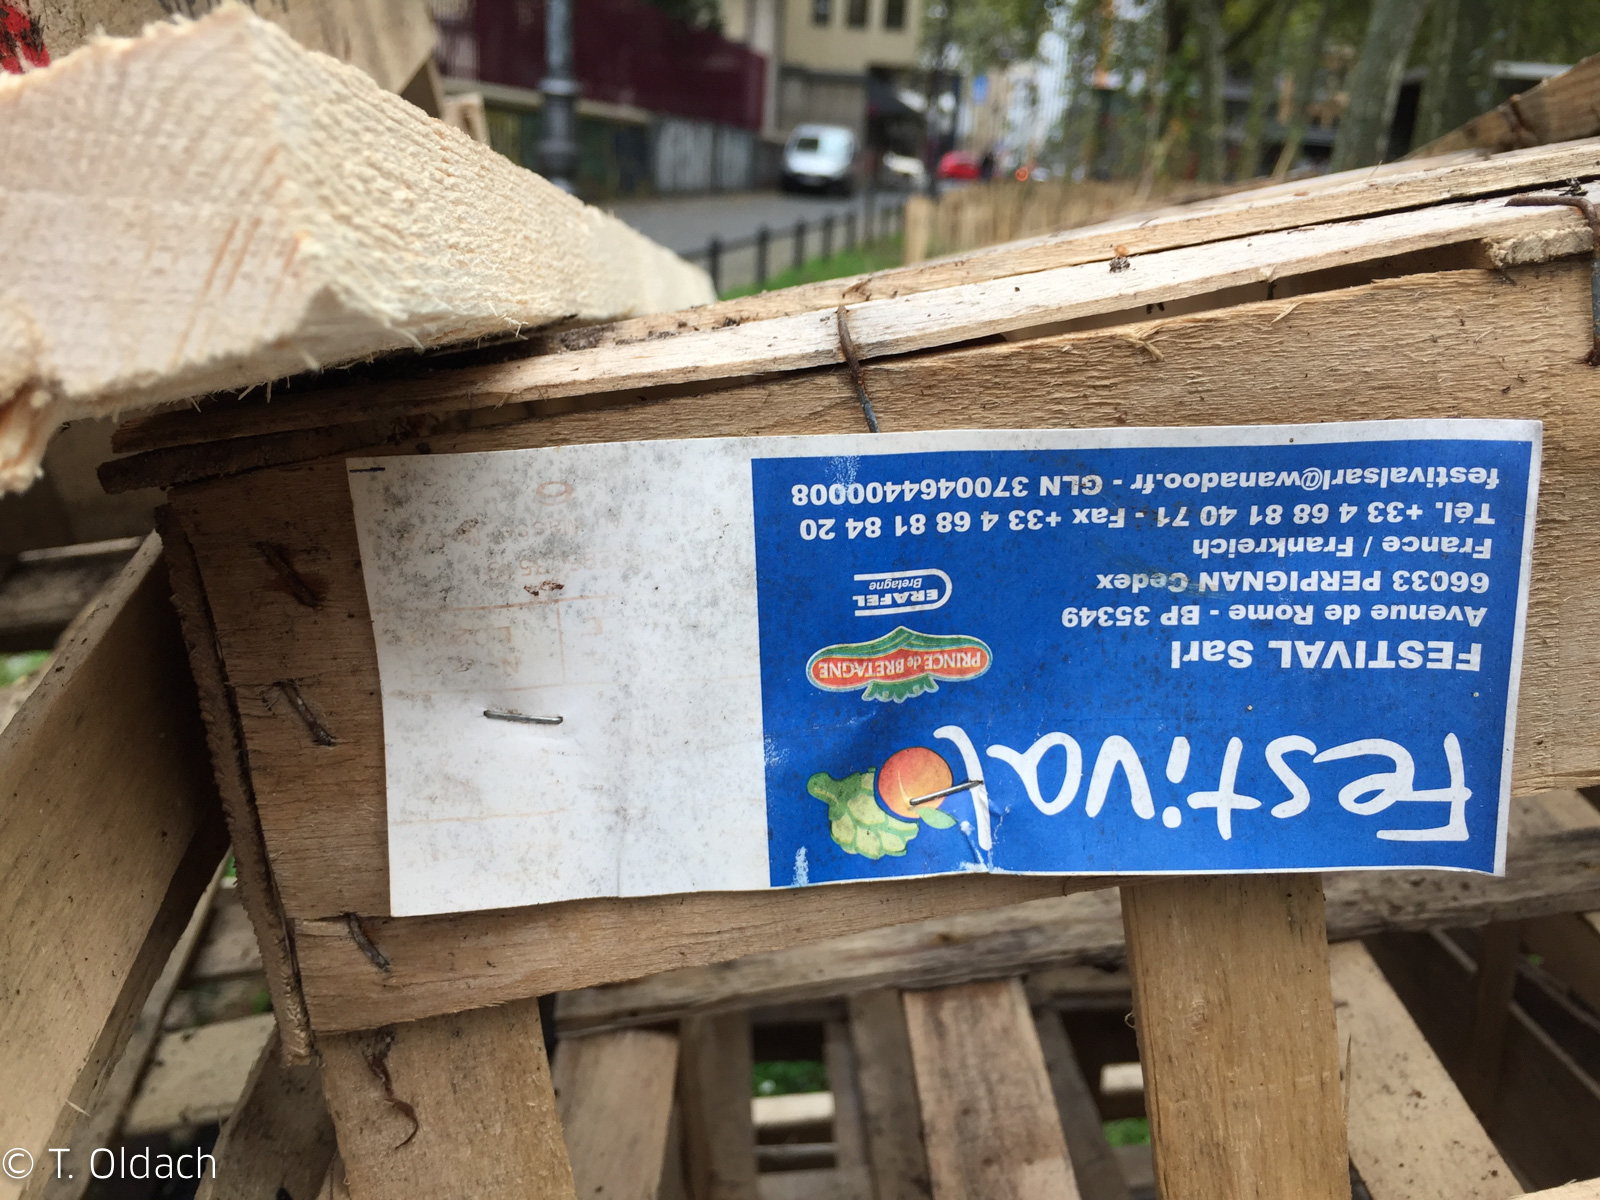 Festival
FESTIVAL Sarl
Avenue de Rome - BP 35349
66033 PERPIGNAN Cedex
France / Frankreich
Tél. +33 4 68 81 40 71 - Fax +33 4 68 81 84 20
festivalsarl@wanadoo.fr - GLN 3700464400008
PRINCE de BRETAGNE
ERAFEL
Bretagne
© T. Oldach